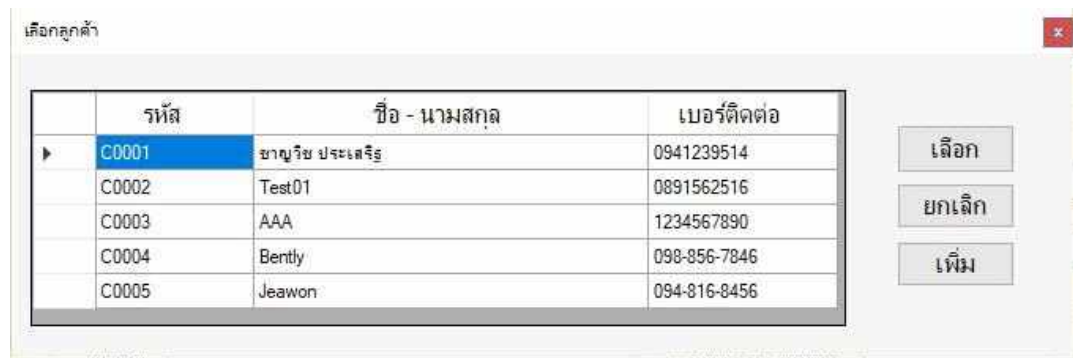 เลือกลูกค้า
รหัส ชื่อ - นามสกุล เบอร์ติดต่อ
C0001 ชาญวิช ประเสริฐ 0941239514
C0002 Test01 0891562516
C0003 AAA 1234567890
C0004 Bently 098-856-7846
C0005 Jeawon 094-816-8456
เลือก
ยกเลิก
เพิ่ม